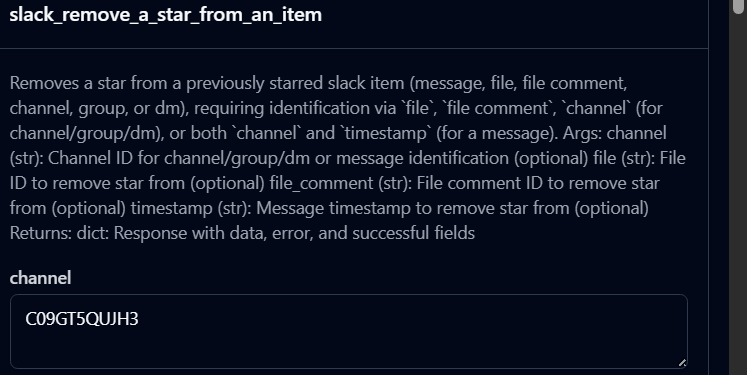 slack_remove_a_star_from_an_item
Removes a star from a previously starred slack item (message, file, file comment,
channel, group, or dm), requiring identification via `file`, `file comment`, `channel` (for
channel/group/dm), or both `channel` and `timestamp` (for a message). Args: channel
(str): Channel ID for channel/group/dm or message identification (optional) file (str): File
ID to remove star from (optional) file_comment (str): File comment ID to remove star
from (optional) timestamp (str): Message timestamp to remove star from (optional)
Returns: dict: Response with data, error, and successful fields
channel
C09GT5QUJH3